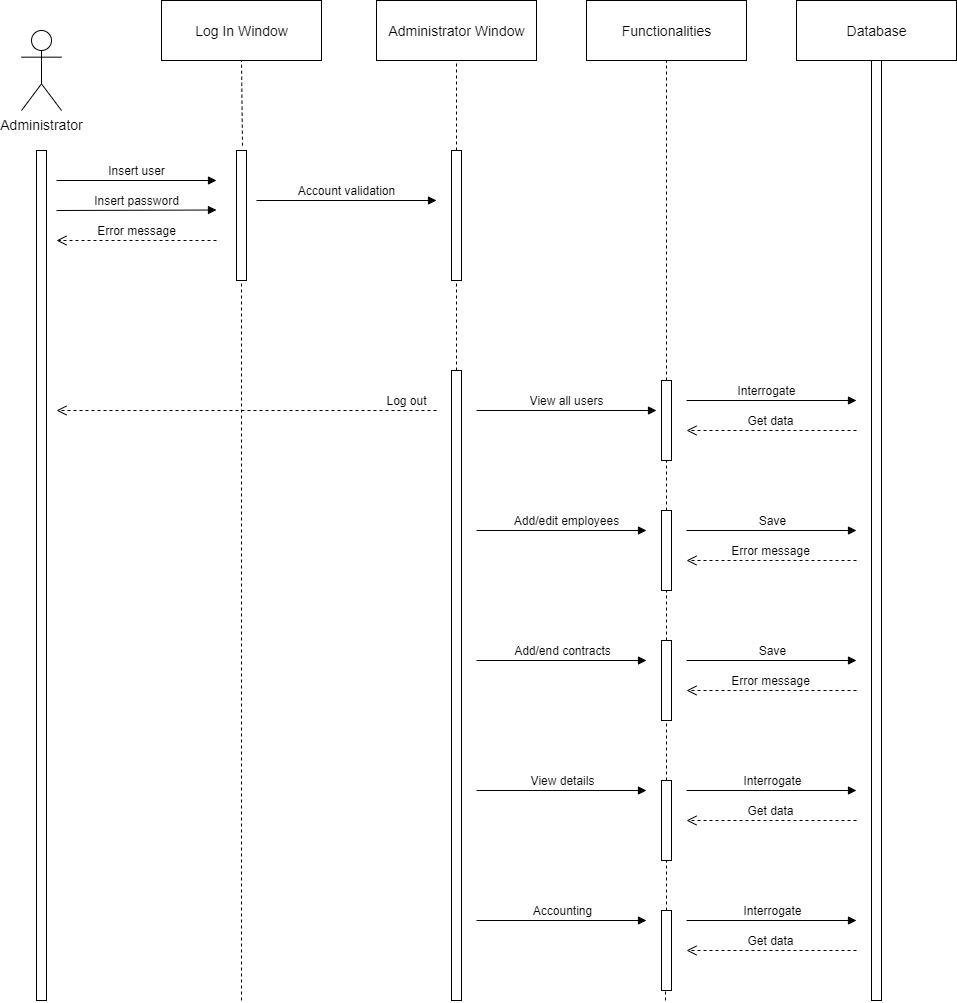 Log In Window
Administrator Window
Functionalities
Database
Administrator
Insert user
Account validation
Insert password
Error message
Log out
View all users
Interrogate
Get data
Add/edit employees
Save
Error message
Add/end contracts
Save
Error message
View details
Interrogate
Get data
Accounting
Interrogate
Get data